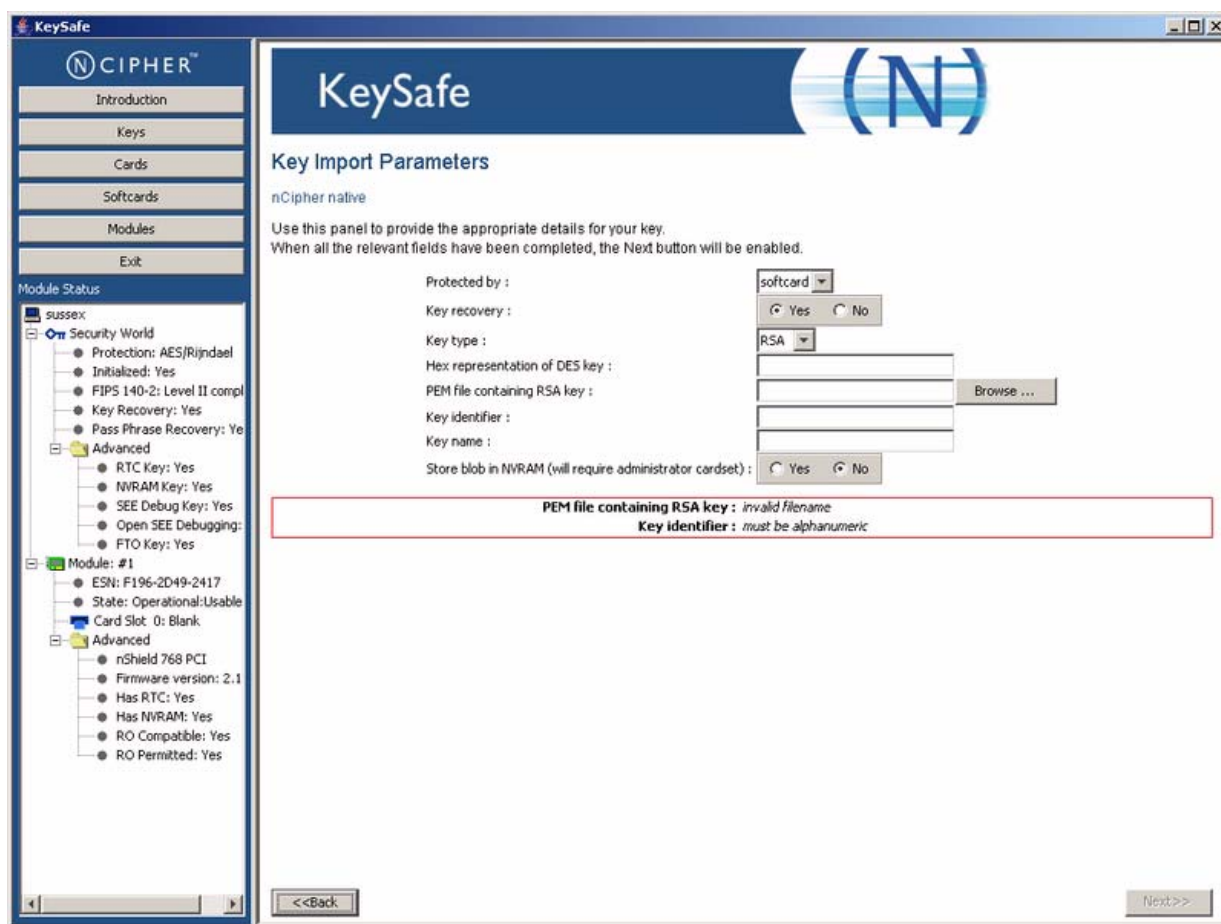 KeySafe
NCIPHER™
Introduction
Keys
Cards
Softcards
Modules
Exit
Module Status
sussex
Security World
Protection: AES/Rijndael
Initialized: Yes
FIPS 140-2: Level II compl
Key Recovery: Yes
Pass Phrase Recovery: Ye
Advanced
RTC Key: Yes
NVRAM Key: Yes
SEE Debug Key: Yes
Open SEE Debugging:
FTO Key: Yes
Module: #1
ESN: F196-2D49-2417
State: Operational:Usable
Card Slot 0: Blank
Advanced
nShield 768 PCI
Firmware version: 2.1
Has RTC: Yes
Has NVRAM: Yes
RO Compatible: Yes
RO Permitted: Yes
KeySafe
(N)
Key Import Parameters
nCipher native
Use this panel to provide the appropriate details for your key.
When all the relevant fields have been completed, the Next button will be enabled.
Protected by : softcard
Key recovery : Yes No
Key type : RSA
Hex representation of DES key :
PEM file containing RSA key : Browse ...
Key identifier :
Key name :
Store blob in NVRAM (will require administrator cardset) : Yes No
PEM file containing RSA key : invalid filename
Key identifier : must be alphanumeric
<<Back Next>>